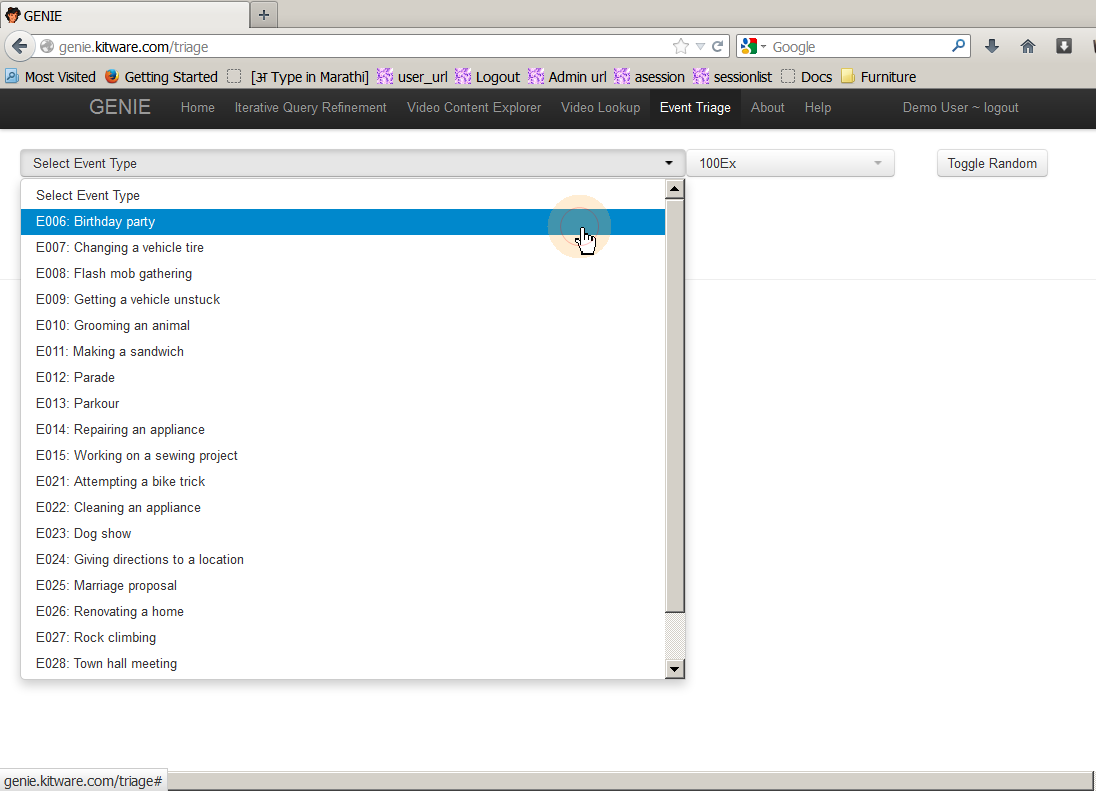 GENIE
genie.kitware.com/triage
Google
Most Visited Getting Started [अ Type in Marathi] user_url Logout Admin url asession sessionlist Docs Furniture
GENIE Home Iterative Query Refinement Video Content Explorer Video Lookup Event Triage About Help Demo User ~ logout
Select Event Type 100Ex Toggle Random
Select Event Type
E006: Birthday party
E007: Changing a vehicle tire
E008: Flash mob gathering
E009: Getting a vehicle unstuck
E010: Grooming an animal
E011: Making a sandwich
E012: Parade
E013: Parkour
E014: Repairing an appliance
E015: Working on a sewing project
E021: Attempting a bike trick
E022: Cleaning an appliance
E023: Dog show
E024: Giving directions to a location
E025: Marriage proposal
E026: Renovating a home
E027: Rock climbing
E028: Town hall meeting
genie.kitware.com/triage#